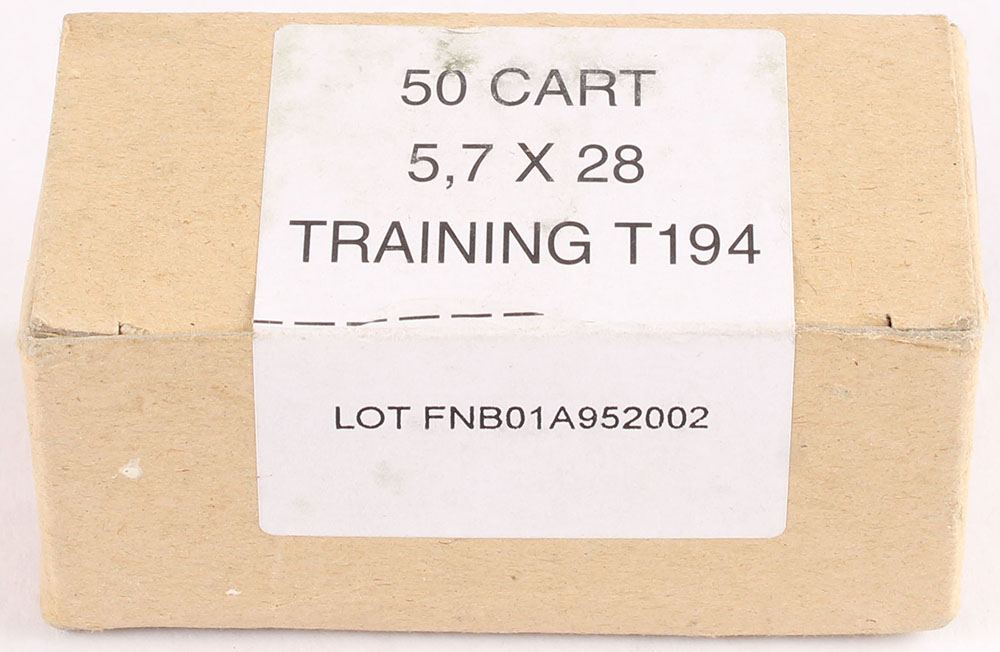 50 CART
5,7 X 28
TRAINING T194
LOT FNB01A952002